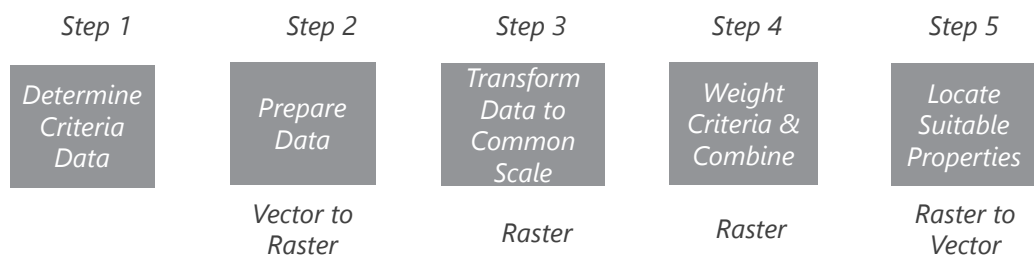 Step 1
Step 2
Step 3
Step 4
Step 5
Determine
Criteria
Data
Prepare
Data
Transform
Data to
Common
Scale
Weight
Criteria &
Combine
Locate
Suitable
Properties
Vector to
Raster
Raster
Raster
Raster to
Vector